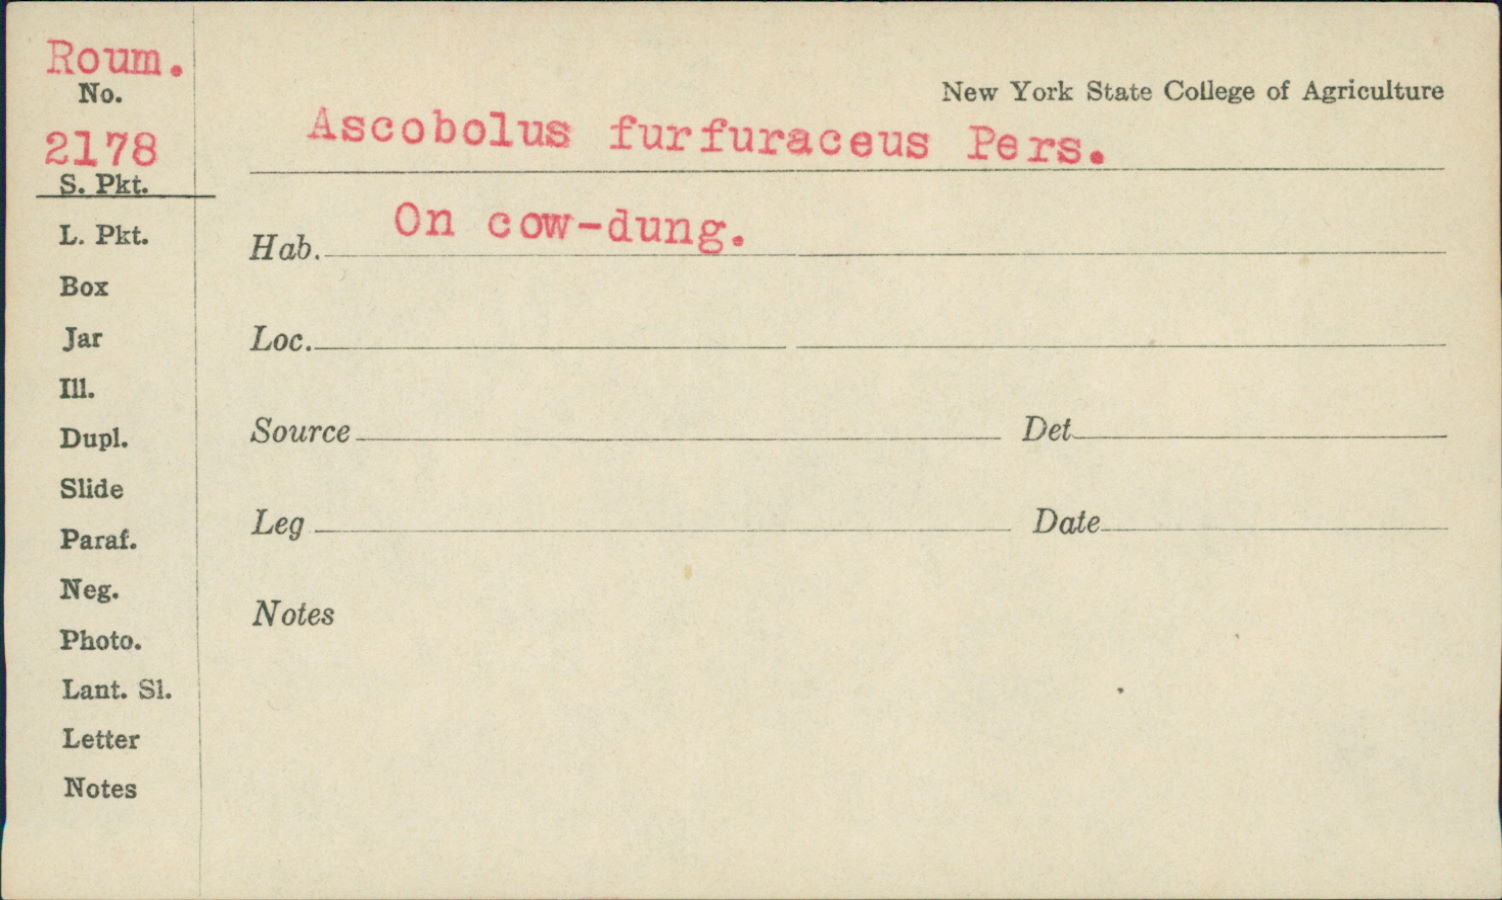 Roum.
No.
2178
S. Pkt.
L. Pkt.
Box
Jar
Ill.
Dupl.
Slide
Paraf.
Neg.
Photo.
Lant. Sl.
Letter
Notes
New York State College of Agriculture
Ascobolus furfuraceus Pers.
Hab. On cow-dung.
Loc.
Source Det
Leg Date
Notes